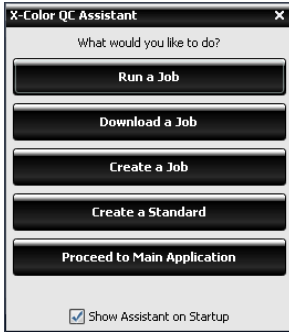 X-Color QC Assistant
What would you like to do?
Run a Job
Download a Job
Create a Job
Create a Standard
Proceed to Main Application
Show Assistant on Startup